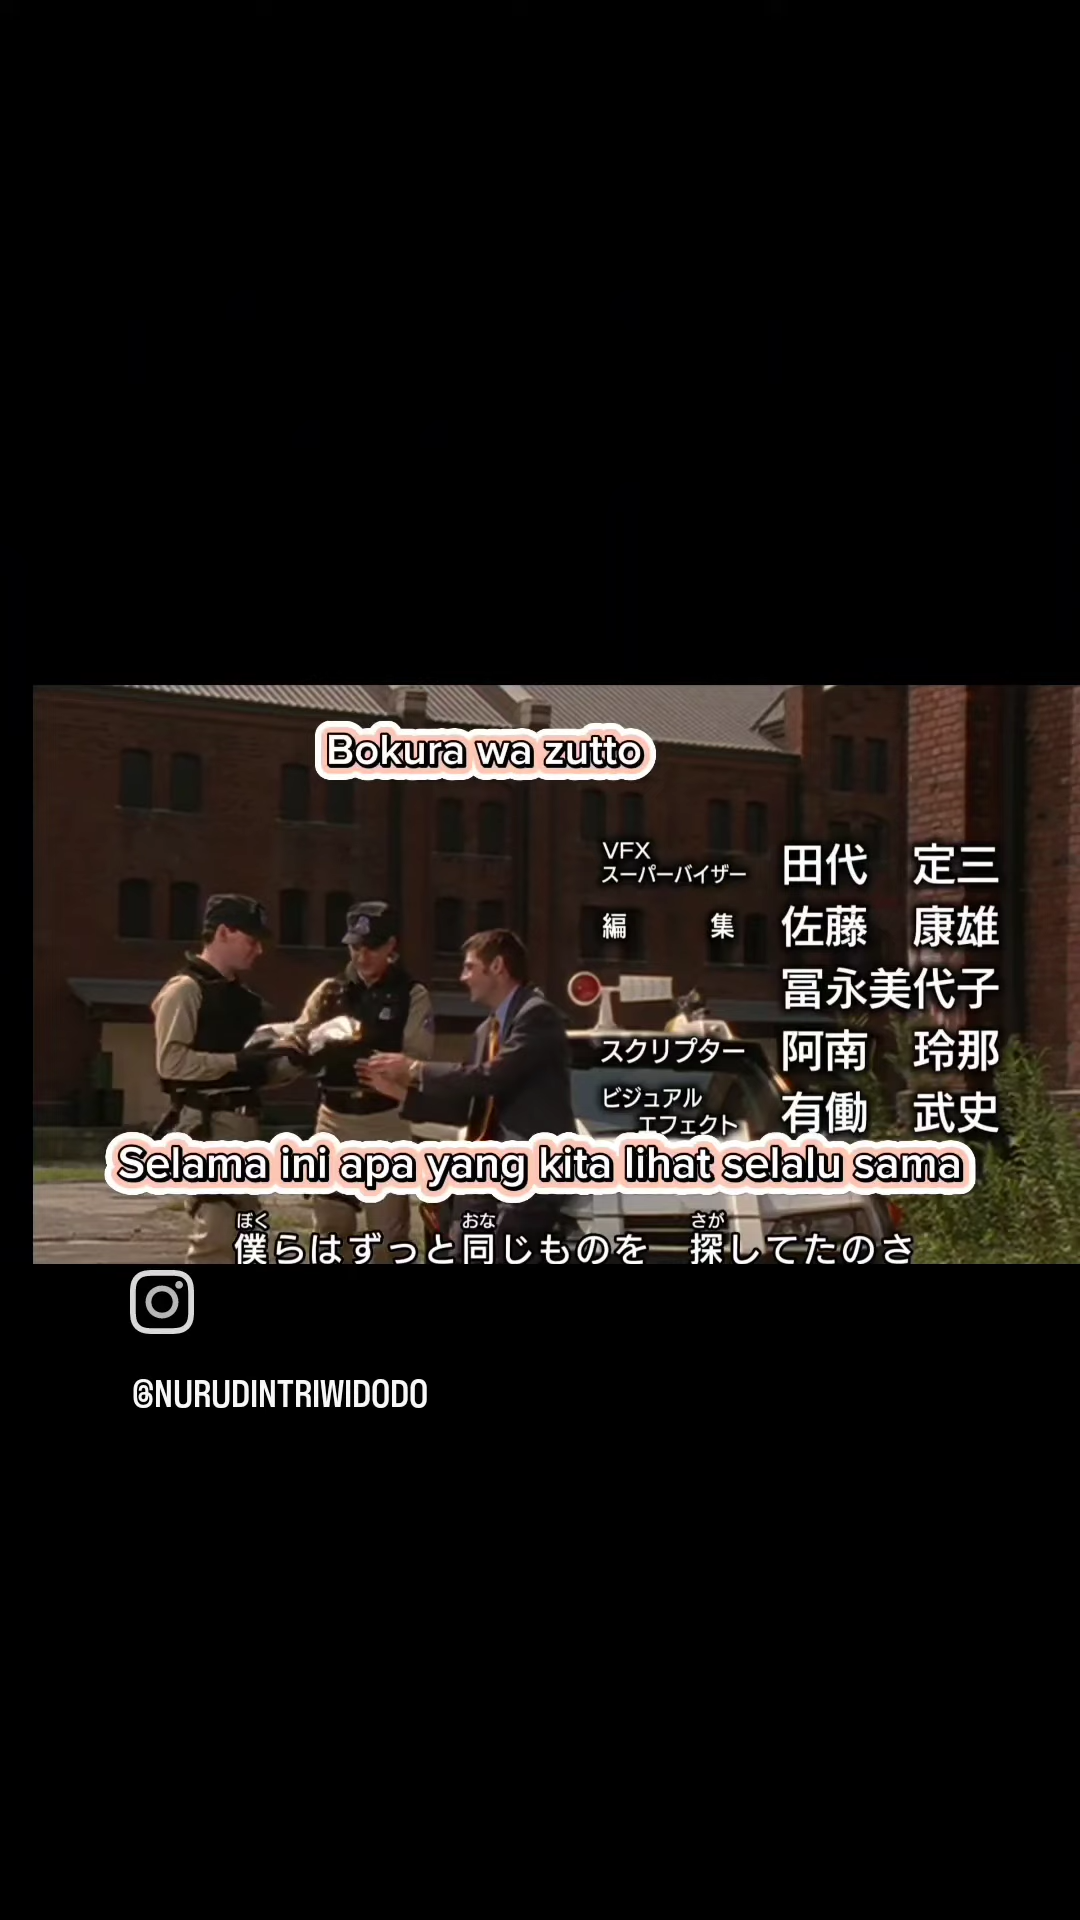 Bokura wa zutto
VFX
スーパーバイザー 田代 定三
編 集 佐藤 康雄
冨永美代子
スクリプター 阿南 玲那
ビジュアル
エフェクト 有働 武史
Selama ini apa yang kita lihat selalu sama
ぼく おな さが
僕らはずっと同じものを 探してたのさ
@NURUDINTRIWIDODO